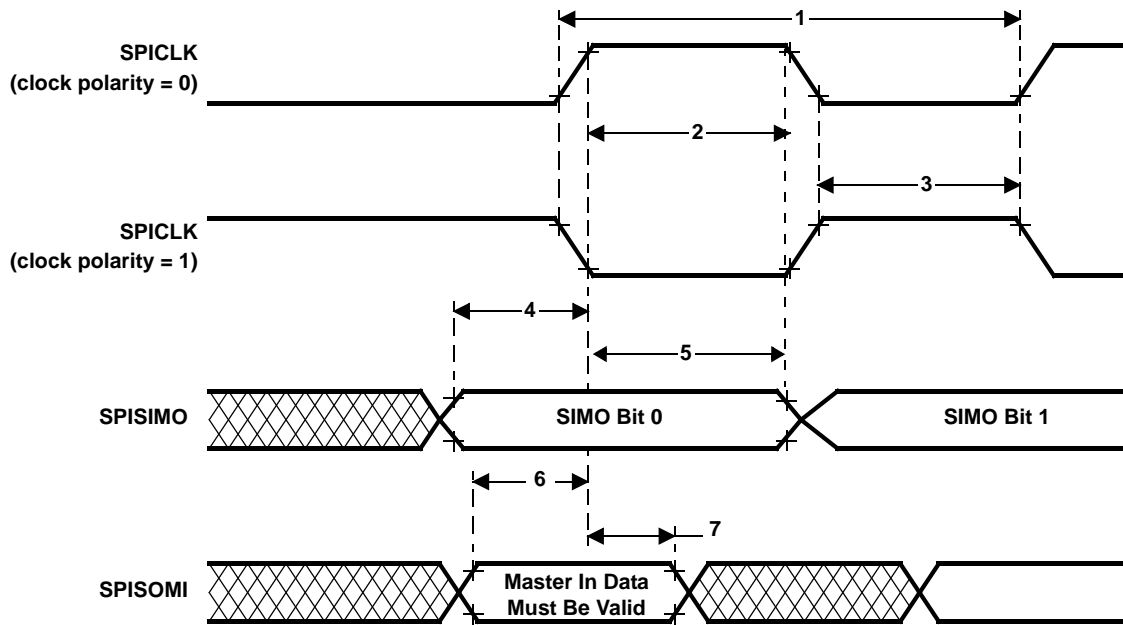 1
SPICLK
(clock polarity = 0)
2
3
SPICLK
(clock polarity = 1)
4
5
SPISIMO
SIMO Bit 0
SIMO Bit 1
6
7
SPISOMI
Master In Data
Must Be Valid